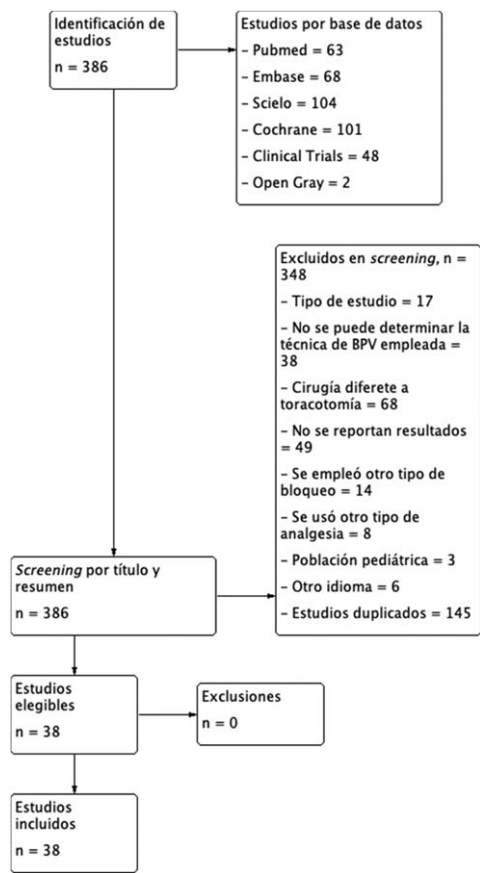 Identificación de
estudios
n = 386
Estudios por base de datos
– Pubmed = 63
– Embase = 68
– Scielo = 104
– Cochrane = 101
– Clinical Trials = 48
– Open Gray = 2
Excluidos en screening, n =
348
– Tipo de estudio = 17
– No se puede determinar la
técnica de BPV empleada =
38
– Cirugía diferete a
toracotomía = 68
– No se reportan resultados
= 49
– Se empleó otro tipo de
bloqueo = 14
– Se usó otro tipo de
analgesia = 8
– Población pediátrica = 3
– Otro idioma = 6
– Estudios duplicados = 145
Screening por título y
resumen
n = 386
Estudios
elegibles
n = 38
Exclusiones
n = 0
Estudios
incluidos
n = 38